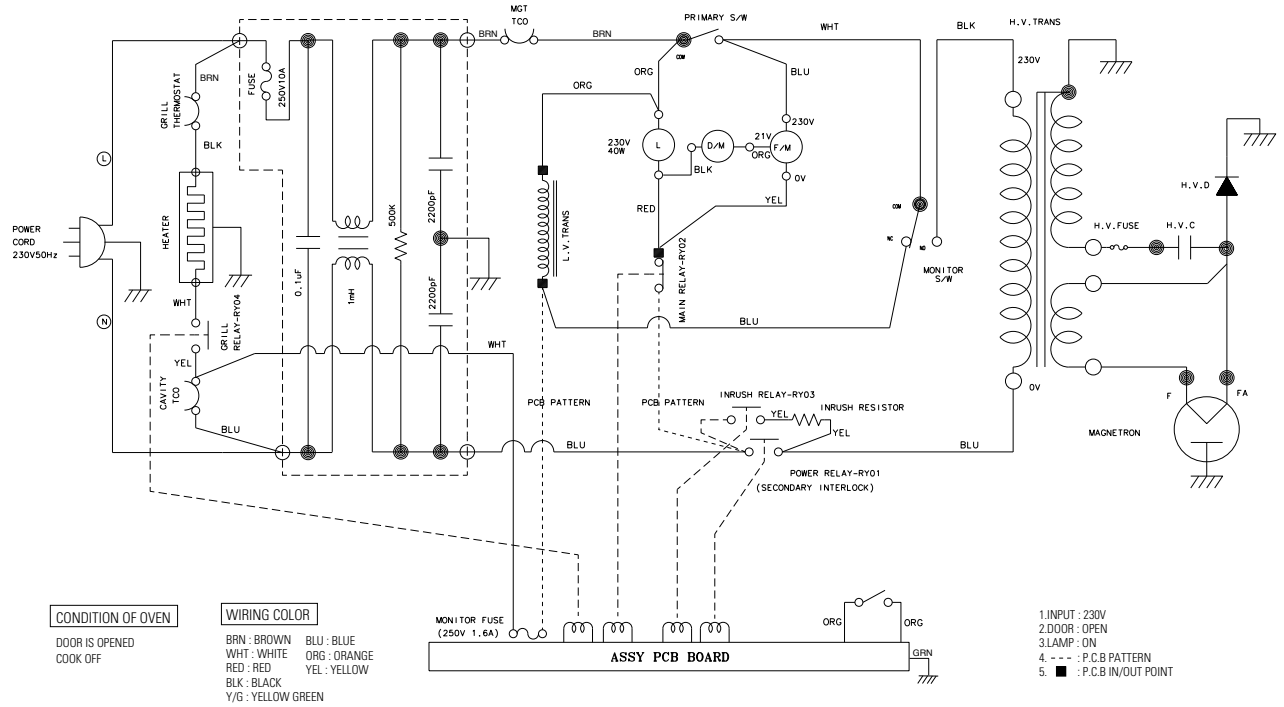 MGT
TCO
PRIMARY S/W
BRN
BRN
COM
WHT
BLK
H.V.TRANS
230V
BRN
GRILL
THERMOSTAT
FUSE
250V10A
ORG
ORG
BLU
BLK
L
230V
40W
L
D/M
21V
ORG
230V
F/M
BLK
0V
H.V.D
POWER
CORD
230V50Hz
HEATER
0.1uF
1mH
500K
2200pF
2200pF
L.V.TRANS
RED
YEL
COM
NC
NO
MONITOR
S/W
H.V.FUSE
H.V.C
WHT
N
GRILL
RELAY-RY04
MAIN RELAY-RY02
BLU
WHT
YEL
CAVITY
TCO
BLU
PCB PATTERN
PCB PATTERN
INRUSH RELAY-RY03
YEL
INRUSH RESISTOR
YEL
0V
F
FA
MAGNETRON
BLU
BLU
POWER RELAY-RY01
(SECONDARY INTERLOCK)
CONDITION OF OVEN
DOOR IS OPENED
COOK OFF
WIRING COLOR
BRN : BROWN BLU : BLUE
WHT : WHITE ORG : ORANGE
RED : RED YEL : YELLOW
BLK : BLACK
Y/G : YELLOW GREEN
MONITOR FUSE
(250V 1.6A)
ASSY PCB BOARD
ORG
ORG
GRN
1.INPUT : 230V
2.DOOR : OPEN
3.LAMP : ON
4. ---- : P.C.B PATTERN
5. ■ : P.C.B IN/OUT POINT